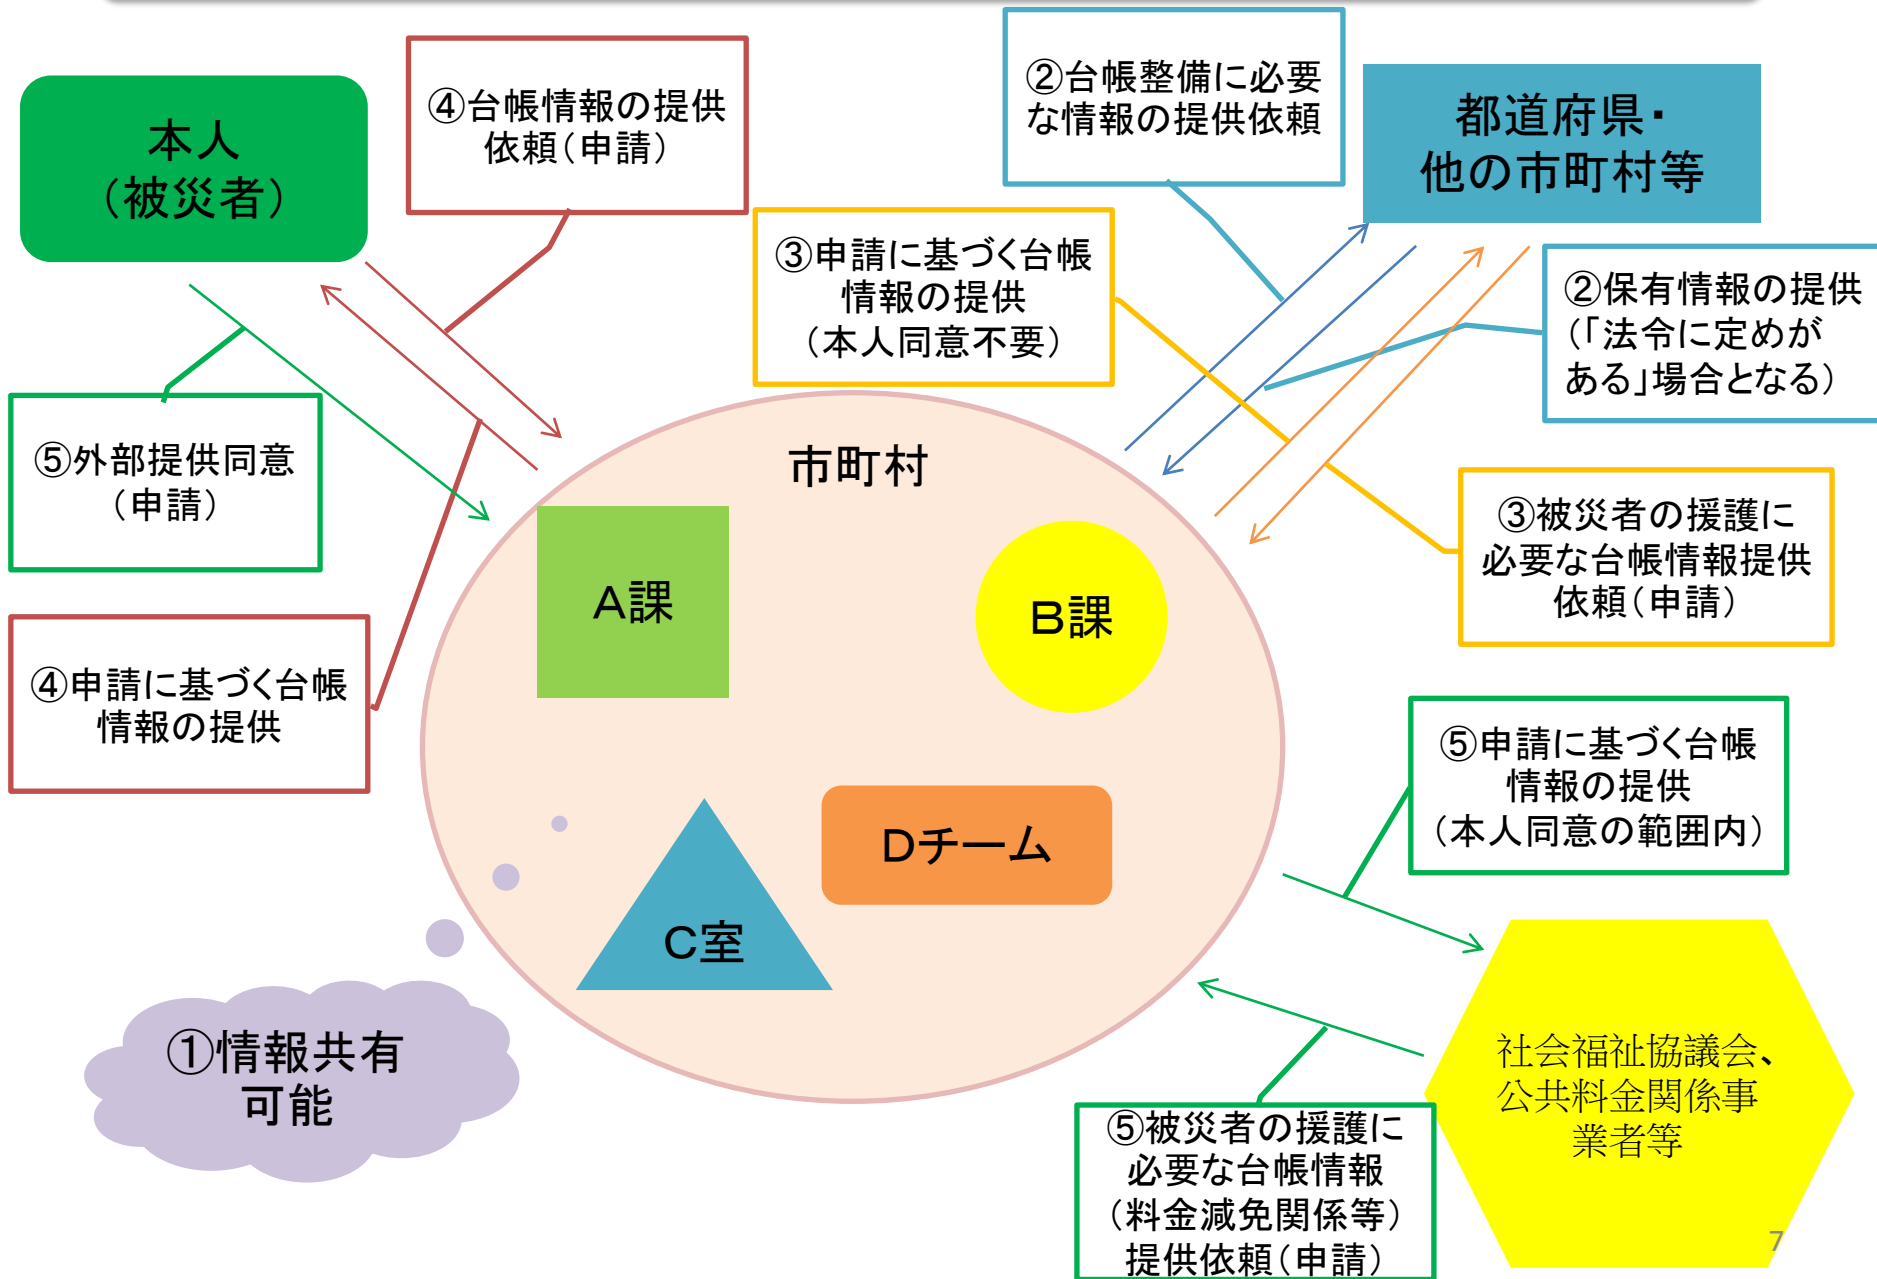 本人
（被災者）
④台帳情報の提供
依頼（申請）
②台帳整備に必要
な情報の提供依頼
都道府県・
他の市町村等
③申請に基づく台帳
情報の提供
（本人同意不要）
②保有情報の提供
（「法令に定めが
ある」場合となる）
⑤外部提供同意
（申請）
市町村
③被災者の援護に
必要な台帳情報提供
依頼（申請）
A課
B課
④申請に基づく台帳
情報の提供
⑤申請に基づく台帳
情報の提供
（本人同意の範囲内）
Dチーム
C室
①情報共有
可能
社会福祉協議会、
公共料金関係事
業者等
⑤被災者の援護に
必要な台帳情報
（料金減免関係等）
提供依頼（申請）
7